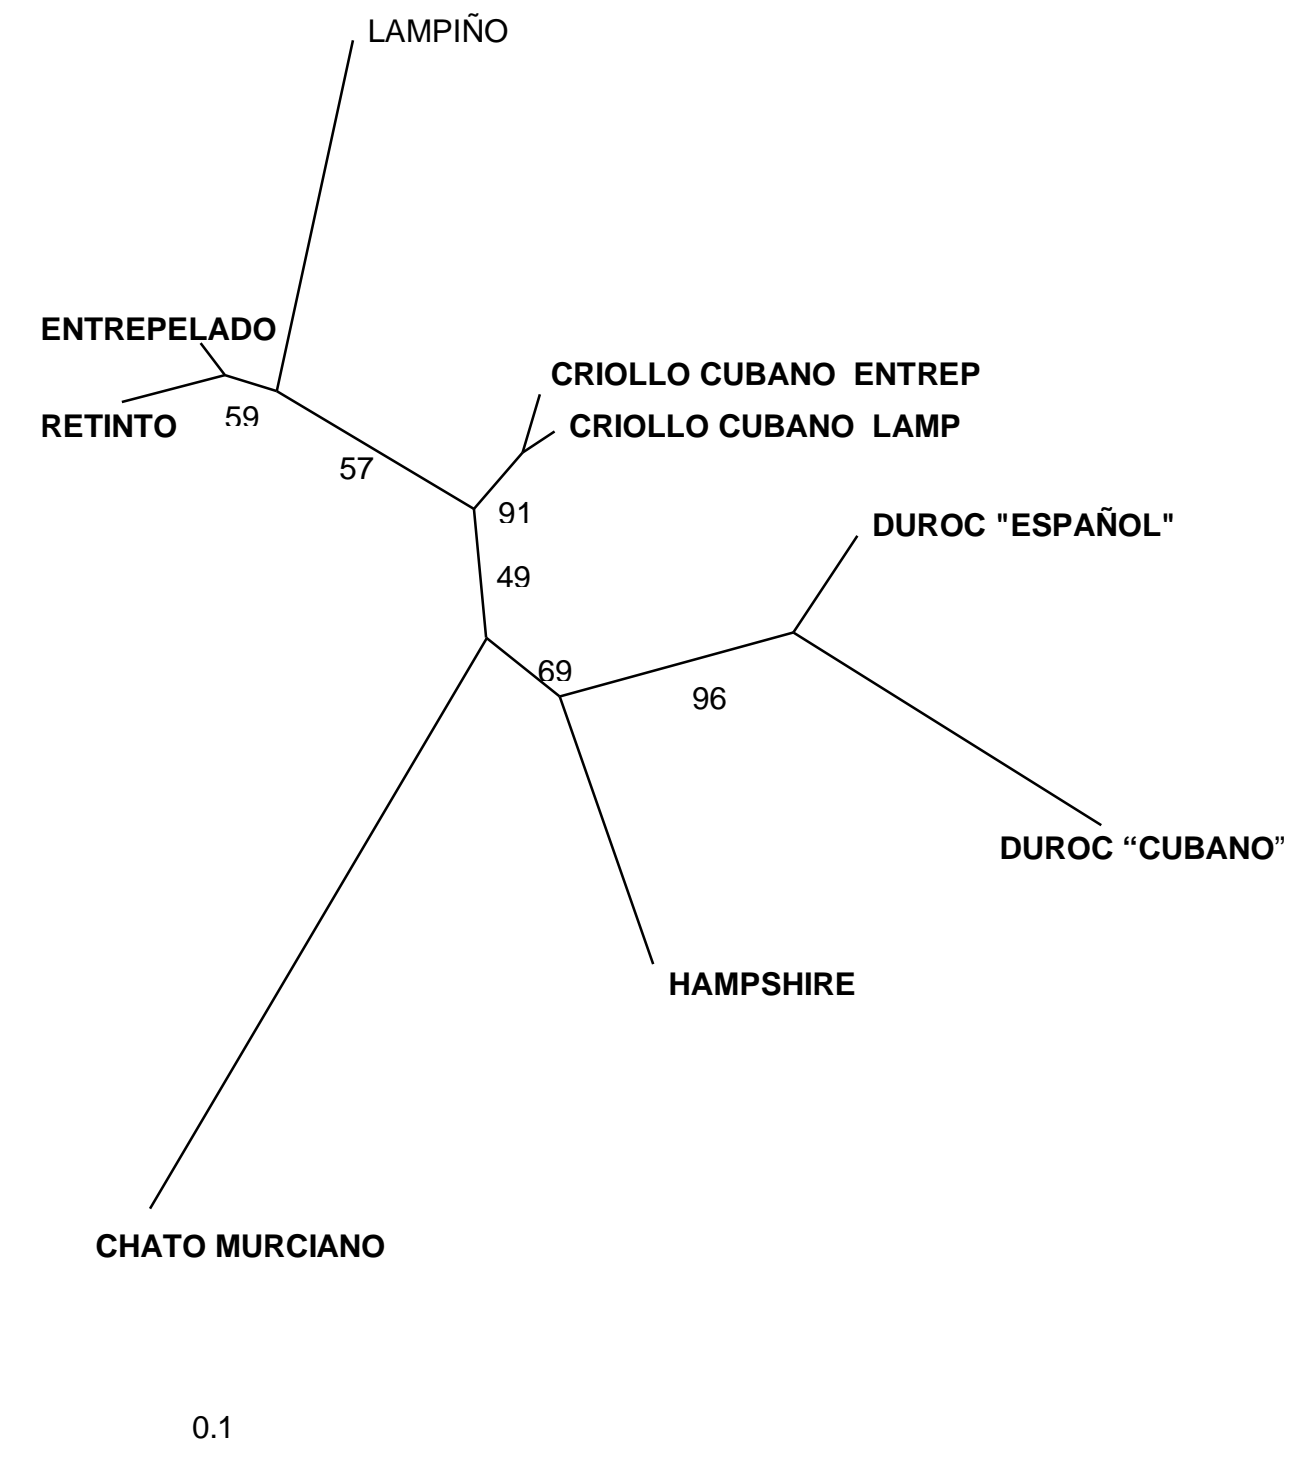 LAMPIÑO
ENTREPELADO
CRIOLLO CUBANO ENTREP
RETINTO
59
CRIOLLO CUBANO LAMP
57
91
DUROC "ESPAÑOL"
49
69
96
DUROC “CUBANO”
HAMPSHIRE
CHATO MURCIANO
0.1